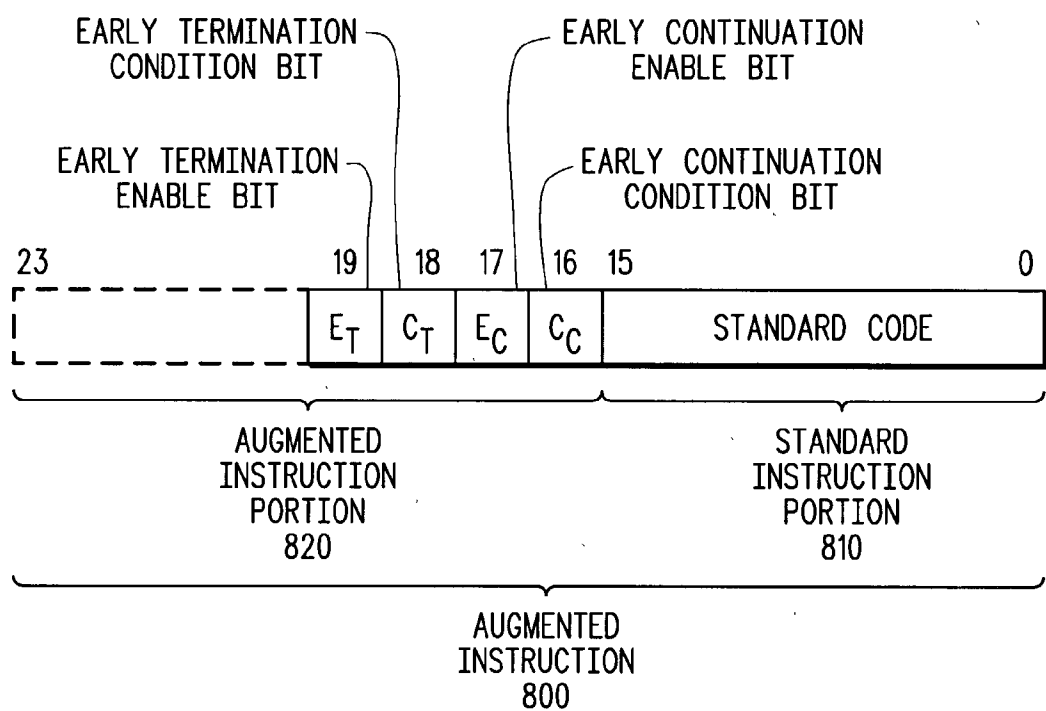 EARLY TERMINATION
CONDITION BIT
EARLY CONTINUATION
ENABLE BIT
EARLY TERMINATION
ENABLE BIT
EARLY CONTINUATION
CONDITION BIT
23 19 18 17 16 15 0
ET CT EC CC STANDARD CODE
AUGMENTED
INSTRUCTION
PORTION
820
STANDARD
INSTRUCTION
PORTION
810
AUGMENTED
INSTRUCTION
800